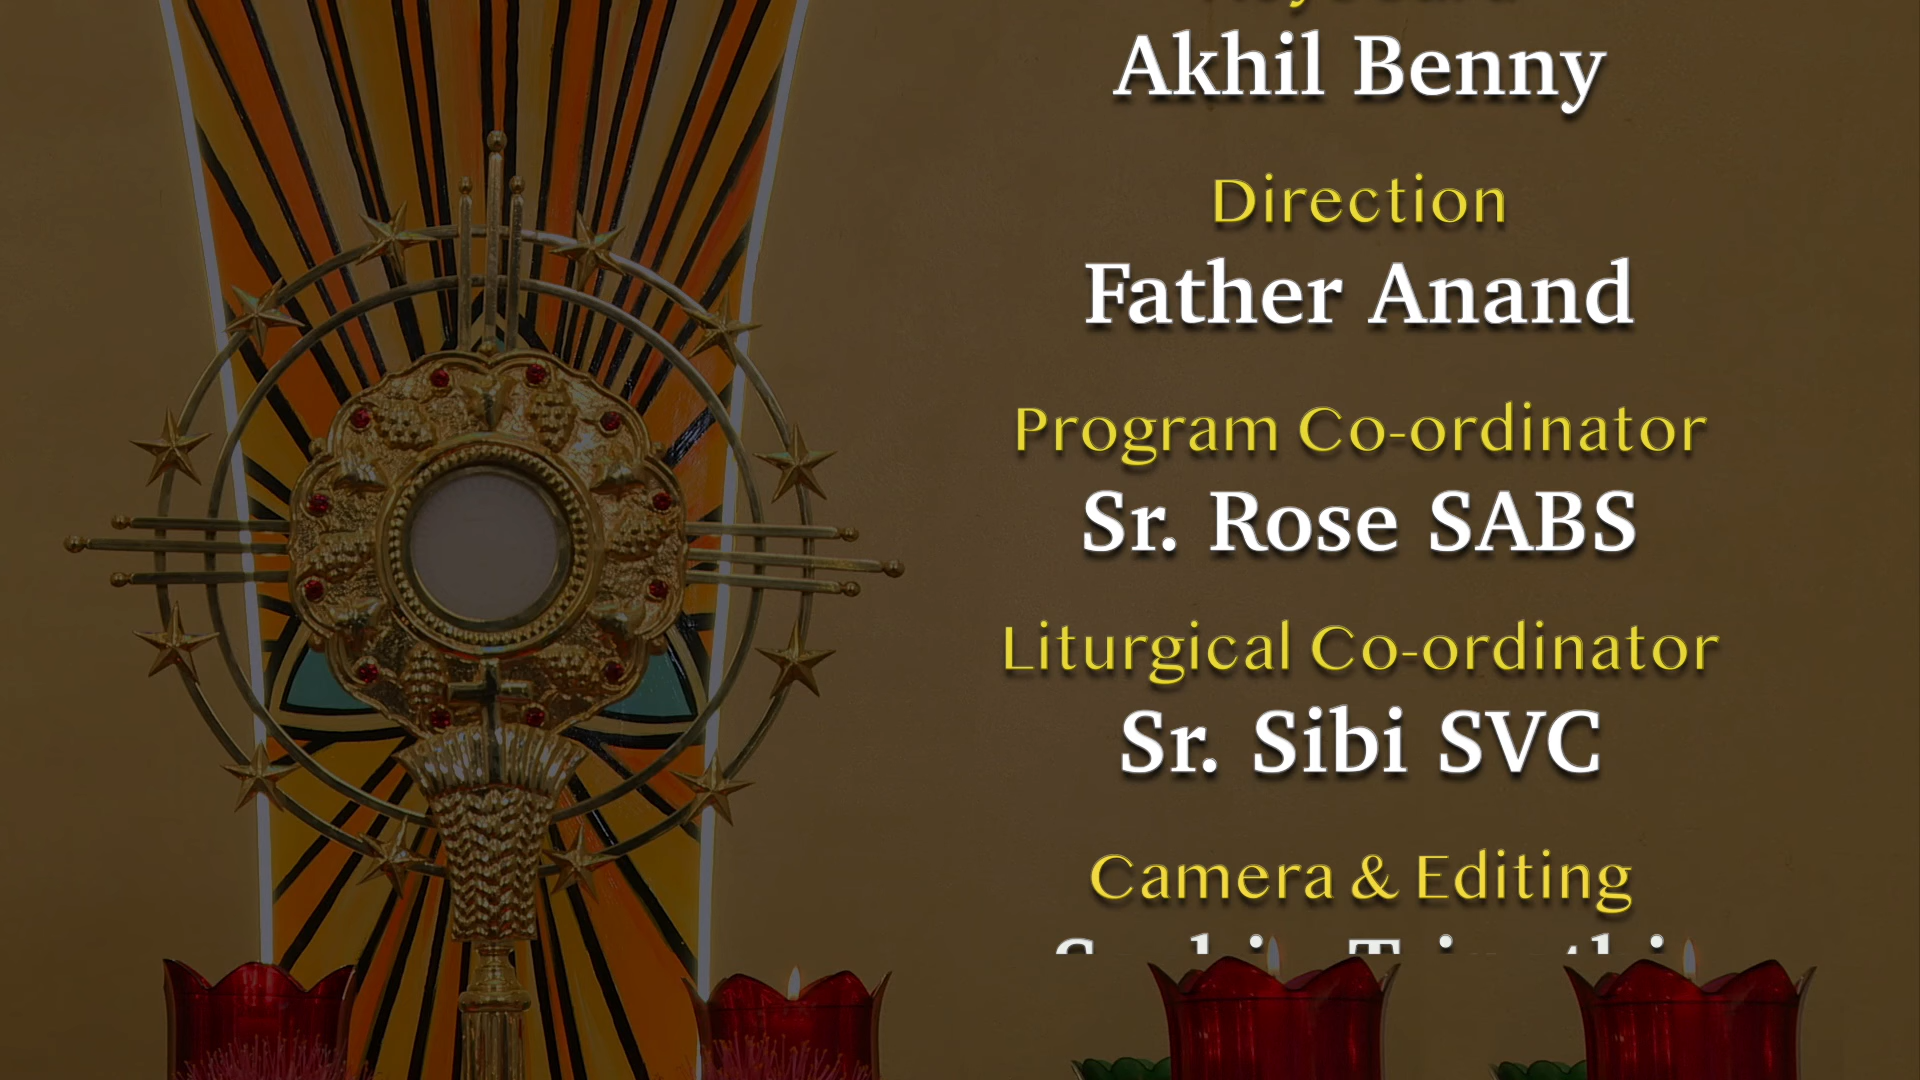 Akhil Benny
Direction
Father Anand
Program Co-ordinator
Sr. Rose SABS
Liturgical Co-ordinator
Sr. Sibi SVC
Camera & Editing